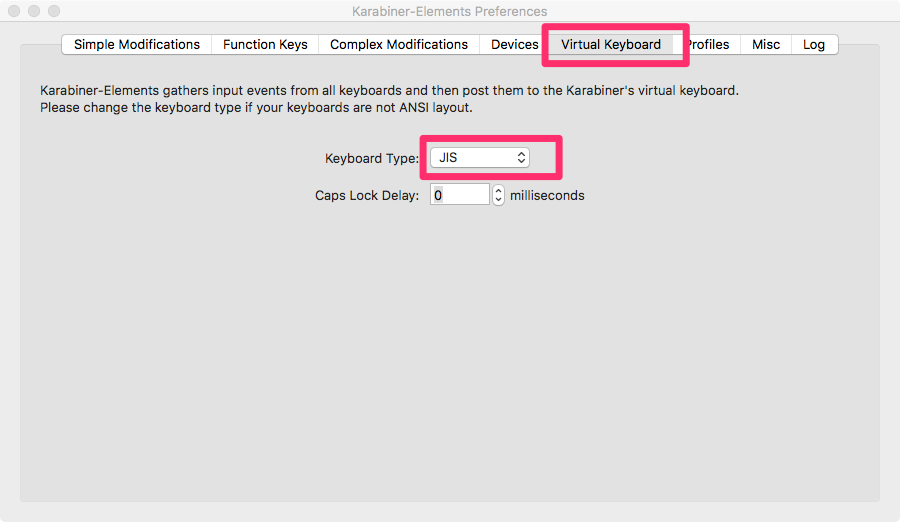 Karabiner-Elements Preferences
Simple Modifications Function Keys Complex Modifications Devices Virtual Keyboard Profiles Misc Log
Karabiner-Elements gathers input events from all keyboards and then post them to the Karabiner's virtual keyboard.
Please change the keyboard type if your keyboards are not ANSI layout.
Keyboard Type: JIS
Caps Lock Delay: 0 milliseconds